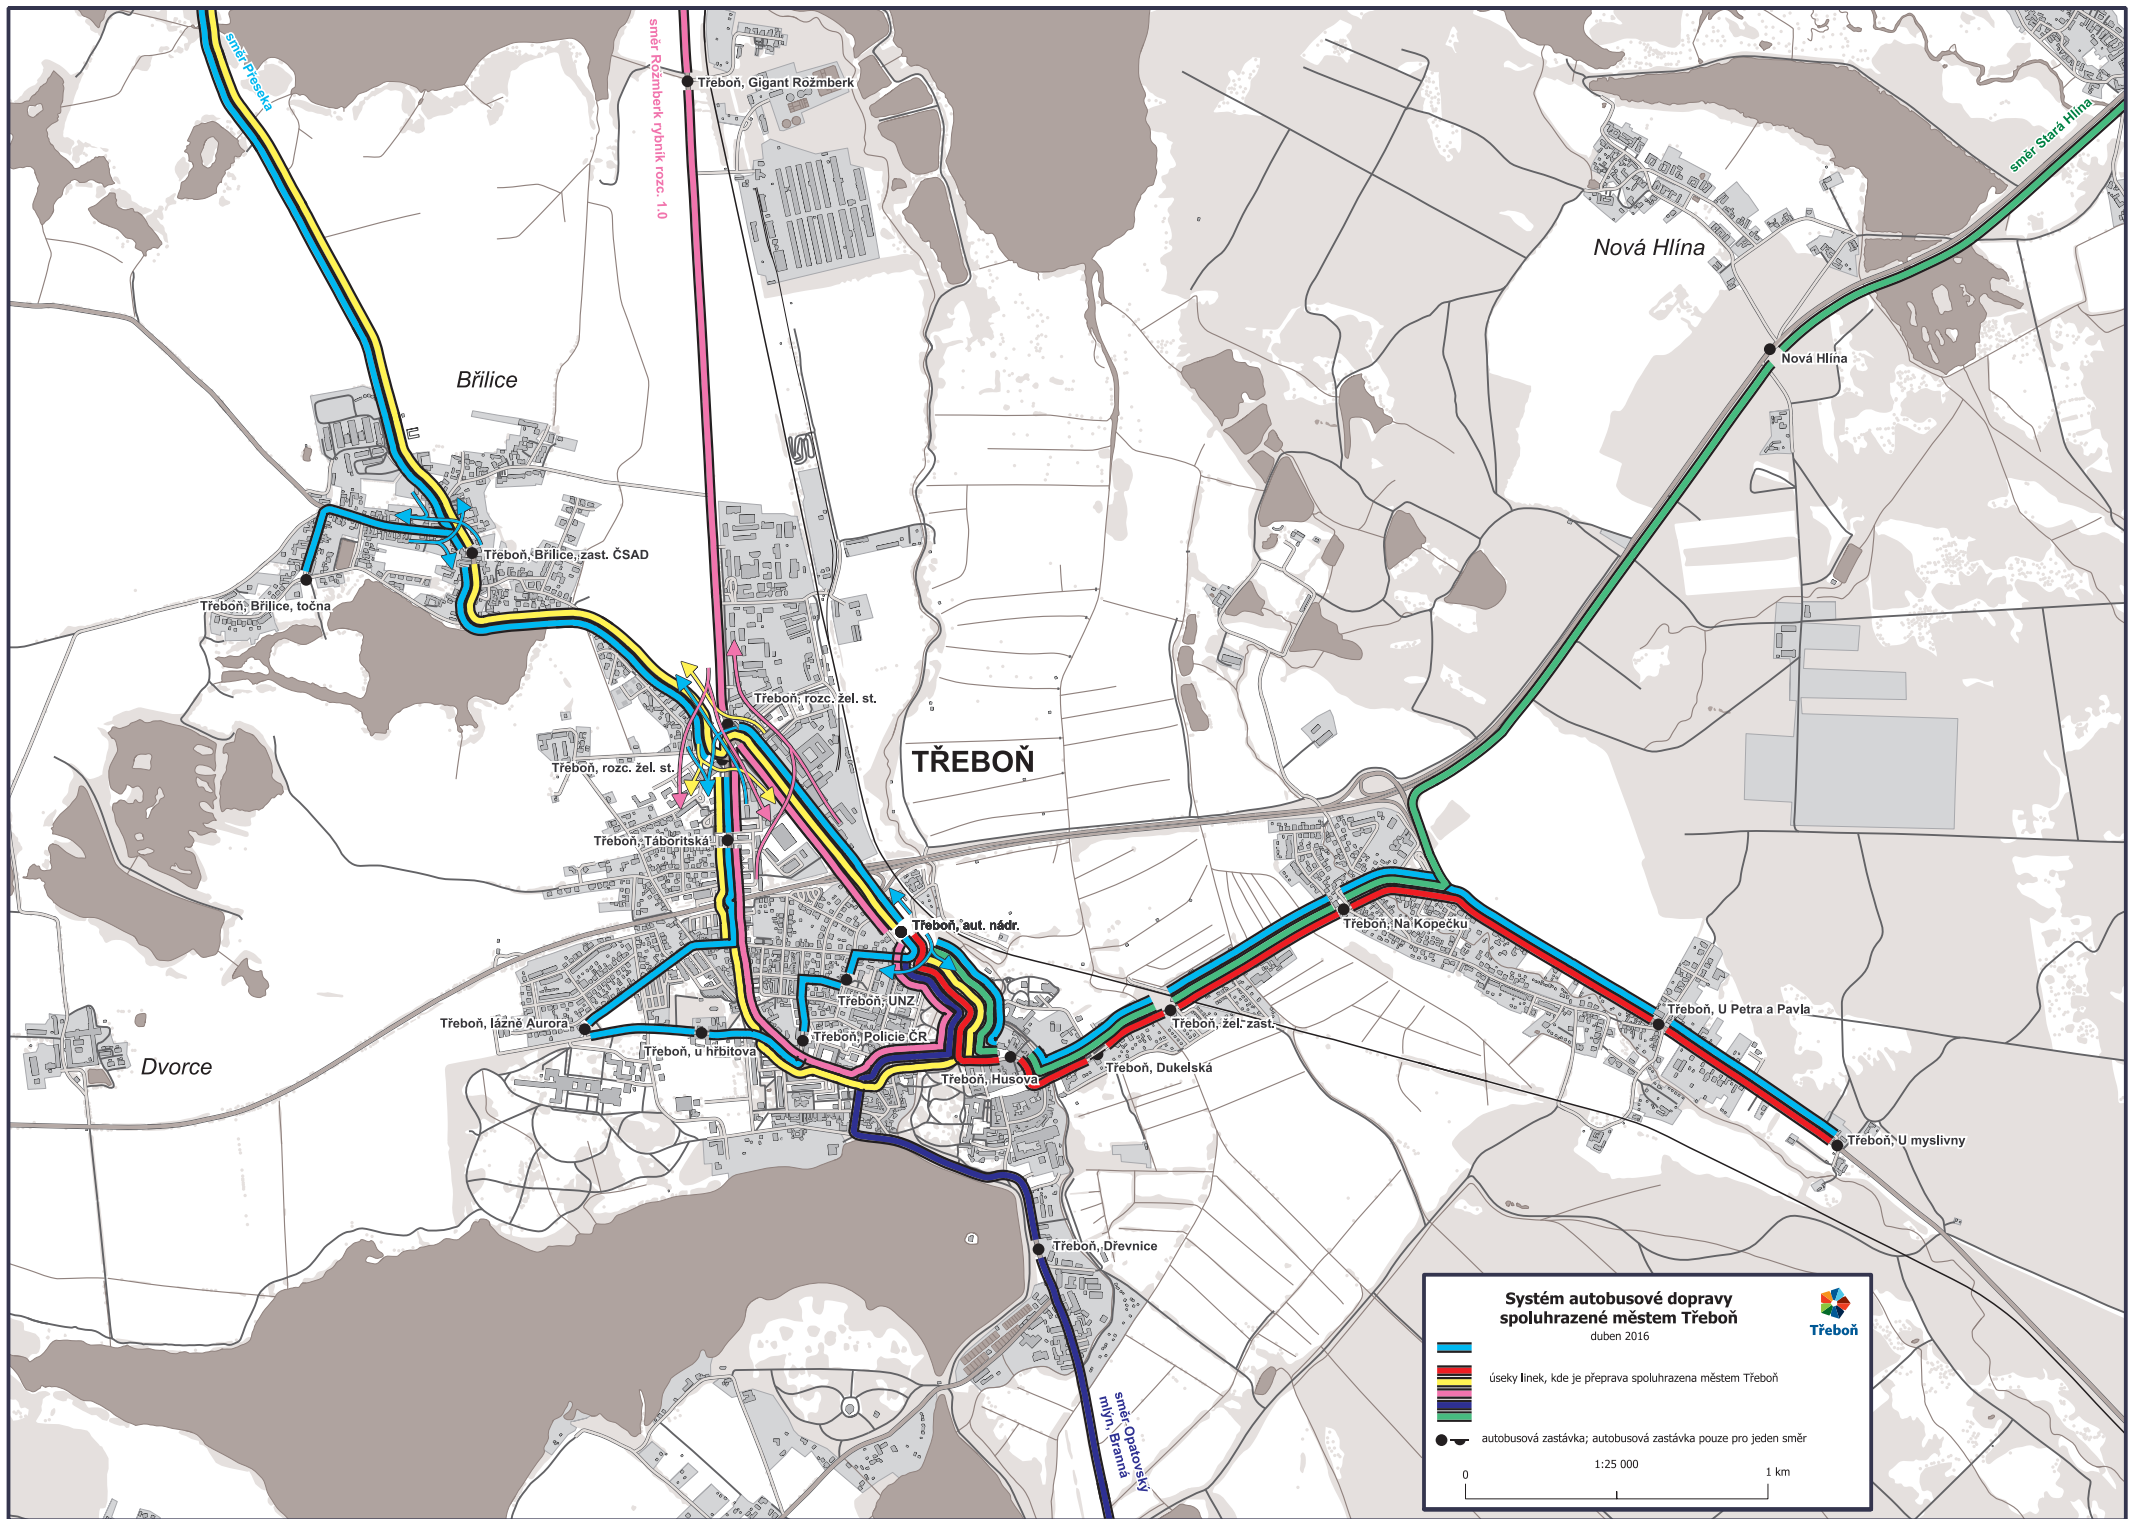 směr Přeseka
směr Rožmberk rybník rozc. 1.0
Třeboň, Gigant Rožmberk
směr Stará Hlína
Nová Hlína
Nová Hlína
Břilice
Třeboň, Břilice, zast. ČSAD
Třeboň, Břilice, točna
Třeboň, rozc. žel. st.
Třeboň, rozc. žel. st.
TŘEBOŇ
Třeboň, Táboritská
Třeboň, aut. nádr.
Třeboň, Na Kopečku
Třeboň, UNZ
Třeboň, lázně Aurora
Třeboň, u hřbitova
Třeboň, Policie ČR
Třeboň, žel. zast.
Třeboň, U Petra a Pavla
Dvorce
Třeboň, Husova
Třeboň, Dukelská
Třeboň, U myslivny
Třeboň, Dřevnice
směr Opatovský
mlýn, Branná
Systém autobusové dopravy
spoluhrazené městem Třeboň
duben 2016
Třeboň
úseky linek, kde je přeprava spoluhrazena městem Třeboň
autobusová zastávka; autobusová zastávka pouze pro jeden směr
1:25 000
0
1 km